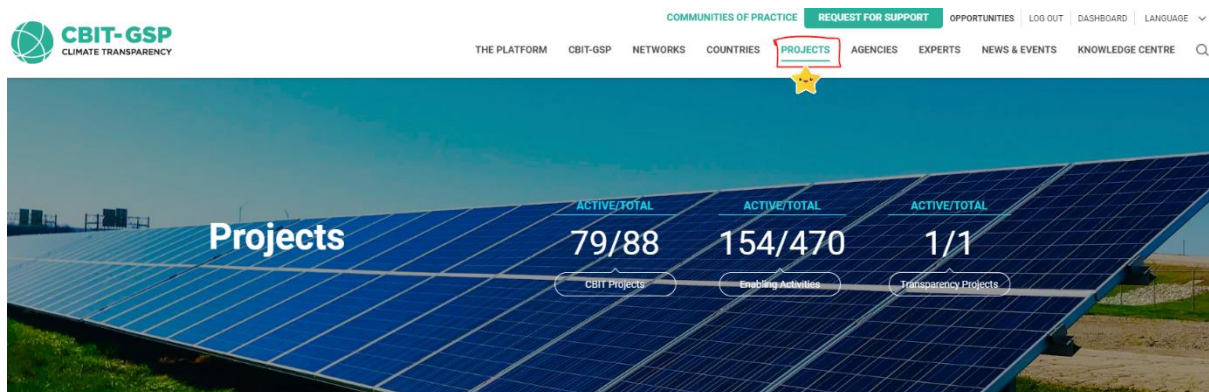 COMMUNITIES OF PRACTICE REQUEST FOR SUPPORT OPPORTUNITIES LOG OUT DASHBOARD LANGUAGE
CBIT-GSP
CLIMATE TRANSPARENCY
THE PLATFORM CBIT-GSP NETWORKS COUNTRIES PROJECTS AGENCIES EXPERTS NEWS & EVENTS KNOWLEDGE CENTRE
Projects
ACTIVE/TOTAL
79/88
CBIT Projects
ACTIVE/TOTAL
154/470
Enabling Activities
ACTIVE/TOTAL
1/1
Transparency Projects